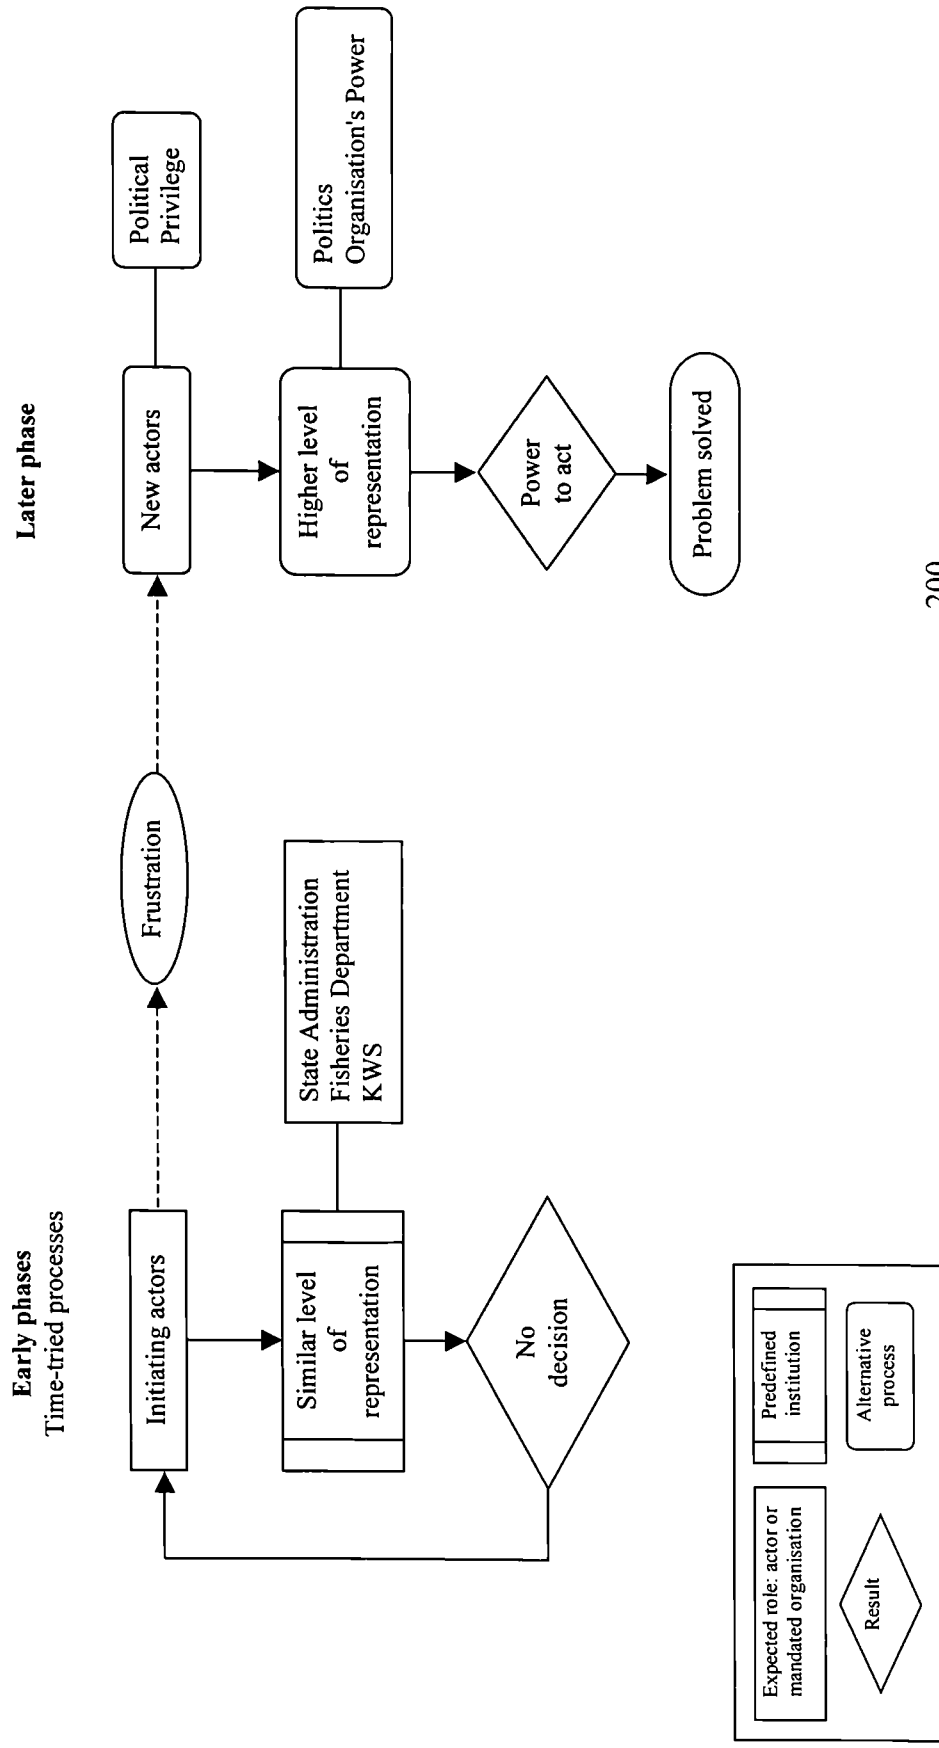 Early phases
Time-tried processes
Later phase
Initiating actors
Frustration
New actors
Political
Privilege
Similar level
of
representation
State Administration
Fisheries Department
KWS
Higher level
of
representation
Politics
Organisation's Power
No
decision
Power
to act
Problem solved
Expected role: actor or
mandated organisation
Predefined
institution
Result
Alternative
process
200